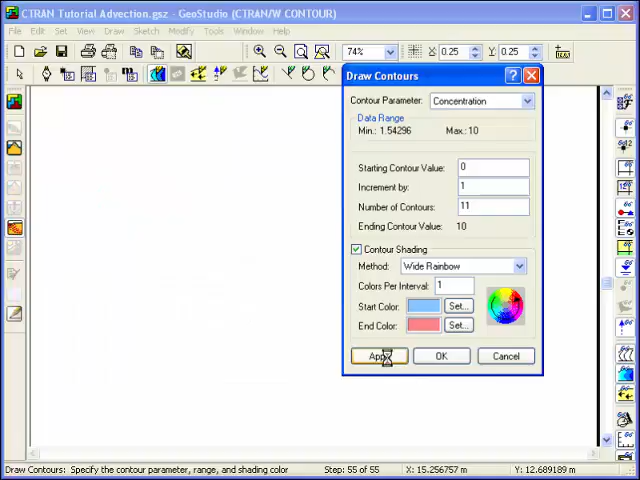 CTRAN Tutorial Advection.gsz - GeoStudio (CTRAN/W CONTOUR)
File Edit Set View Draw Sketch Modify Tools Window Help
74% X: 0.25 Y: 0.25
Draw Contours
Contour Parameter: Concentration
Data Range
Min.: 1.54296 Max.: 10
Starting Contour Value: 0
Increment by: 1
Number of Contours: 11
Ending Contour Value: 10
Contour Shading
Method: Wide Rainbow
Colors Per Interval: 1
Start Color: Set...
End Color: Set...
App OK Cancel
Draw Contours: Specify the contour parameter, range, and shading color Step: 55 of 55 X: 15.256757 m Y: 12.689189 m